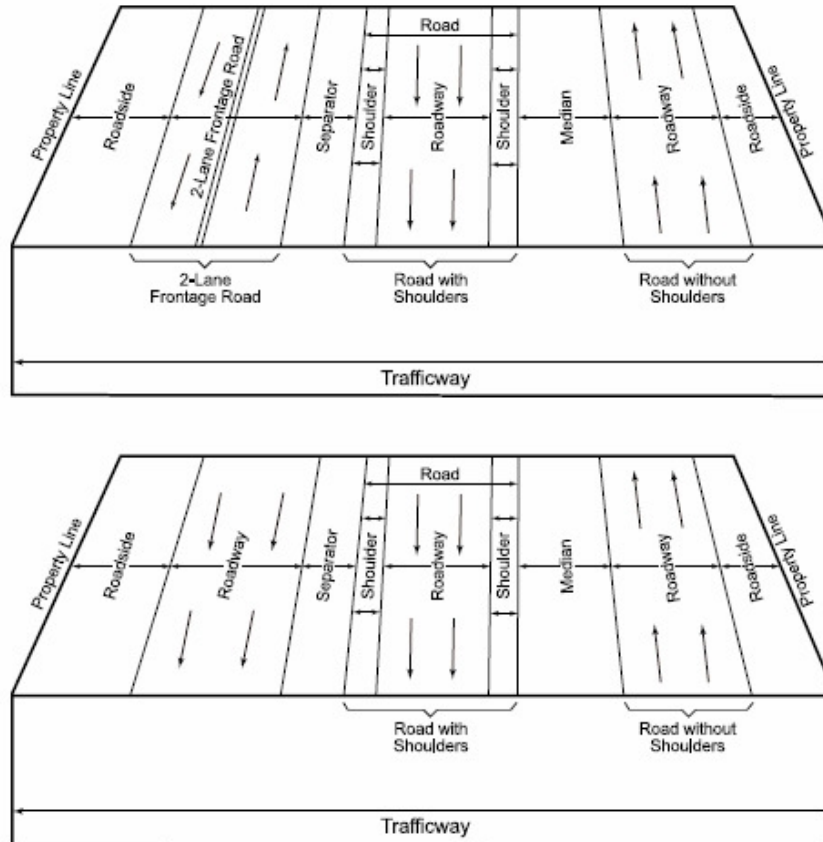 Road
Property Line
Roadside
2-Lane Frontage Road
Separator
Shoulder
Roadway
Shoulder
Median
Roadway
Roadside
Property Line
2-Lane
Frontage Road
Road with
Shoulders
Road without
Shoulders
Trafficway
Road
Property Line
Roadside
Roadway
Separator
Shoulder
Roadway
Shoulder
Median
Roadway
Roadside
Property Line
Road with
Shoulders
Road without
Shoulders
Trafficway